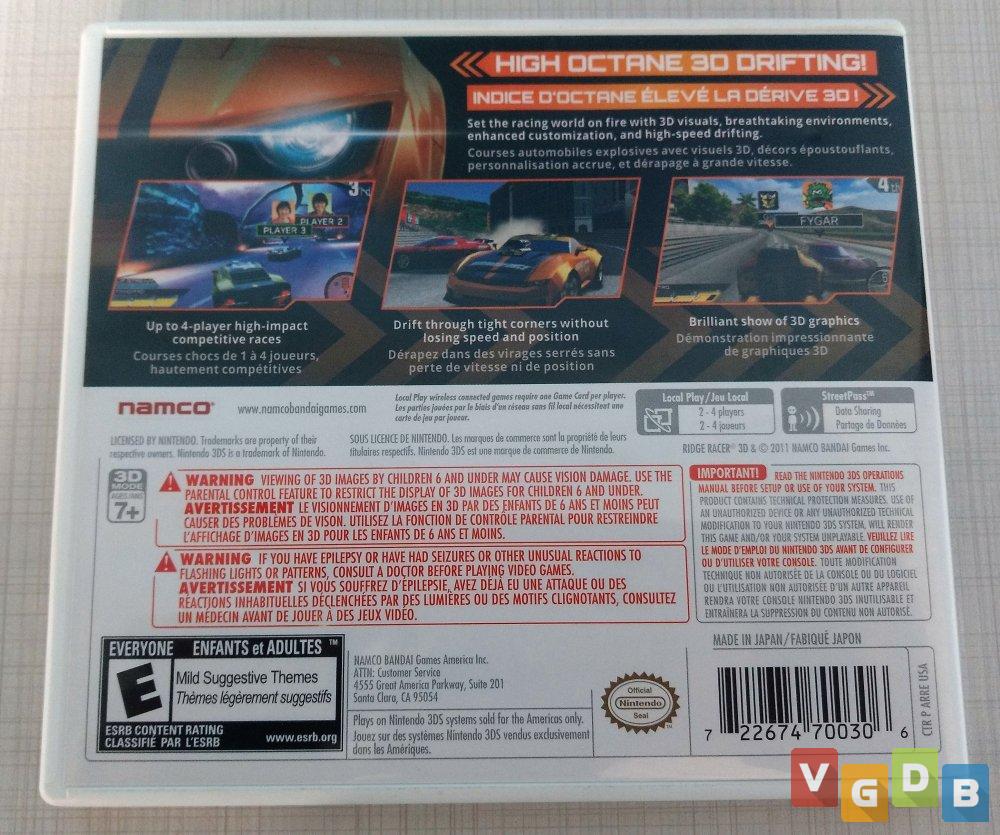 HIGH OCTANE 3D DRIFTING!
INDICE D'OCTANE ÉLEVÉ LA DÉRIVE 3D !
Set the racing world on fire with 3D visuals, breathtaking environments,
enhanced customization, and high-speed drifting.
Courses automobiles explosives avec visuels 3D, décors époustouflants,
personnalisation accrue, et dérapage à grande vitesse.
3rd
PLAYER 2
PLAYER 3
4th
FYGAR
Up to 4-player high-impact
competitive races
Courses chocs de 1 à 4 joueurs,
hautement compétitives
Drift through tight corners without
losing speed and position
Dérapez dans des virages serrés sans
perte de vitesse ni de position
Brilliant show of 3D graphics
Démonstration impressionnante
de graphiques 3D
namco®
www.namcobandaigames.com
Local Play wireless connected games require one Game Card per player.
Les parties jouées par le biais d'un réseau sans fil local nécessitent une
carte de jeu par joueur.
Local Play/Jeu Local
2 - 4 players
2 - 4 joueurs
StreetPass™
Data Sharing
Partage de Données
LICENSED BY NINTENDO. Trademarks are property of their
respective owners. Nintendo 3DS is a trademark of Nintendo.
SOUS LICENCE DE NINTENDO. Les marques de commerce sont la propriété de leurs
titulaires respectifs. Nintendo 3DS est une marque de commerce de Nintendo.
RIDGE RACER® 3D & © 2011 NAMCO BANDAI Games Inc.
3D
MODE
AGES/ANS
7+
WARNING VIEWING OF 3D IMAGES BY CHILDREN 6 AND UNDER MAY CAUSE VISION DAMAGE. USE THE
PARENTAL CONTROL FEATURE TO RESTRICT THE DISPLAY OF 3D IMAGES FOR CHILDREN 6 AND UNDER.
AVERTISSEMENT LE VISIONNEMENT D'IMAGES EN 3D PAR DES ENFANTS DE 6 ANS ET MOINS PEUT
CAUSER DES PROBLÈMES DE VISON. UTILISEZ LA FONCTION DE CONTRÔLE PARENTAL POUR RESTREINDRE
L'AFFICHAGE D'IMAGES EN 3D POUR LES ENFANTS DE 6 ANS ET MOINS.
WARNING IF YOU HAVE EPILEPSY OR HAVE HAD SEIZURES OR OTHER UNUSUAL REACTIONS TO
FLASHING LIGHTS OR PATTERNS, CONSULT A DOCTOR BEFORE PLAYING VIDEO GAMES.
AVERTISSEMENT SI VOUS SOUFFREZ D'ÉPILEPSIE, AVEZ DÉJÀ EU UNE ATTAQUE OU DES
RÉACTIONS INHABITUELLES DÉCLENCHÉES PAR DES LUMIÈRES OU DES MOTIFS CLIGNOTANTS, CONSULTEZ
UN MÉDECIN AVANT DE JOUER À DES JEUX VIDÉO.
IMPORTANT! READ THE NINTENDO 3DS OPERATIONS
MANUAL BEFORE SETUP OR USE OF YOUR SYSTEM. THIS
PRODUCT CONTAINS TECHNICAL PROTECTION MEASURES. USE OF
AN UNAUTHORIZED DEVICE OR ANY UNAUTHORIZED TECHNICAL
MODIFICATION TO YOUR NINTENDO 3DS SYSTEM, WILL RENDER
THIS GAME AND/OR YOUR SYSTEM UNPLAYABLE. VEUILLEZ LIRE
LE MODE D'EMPLOI DU NINTENDO 3DS AVANT DE CONFIGURER
OU D'UTILISER VOTRE CONSOLE. TOUTE MODIFICATION
TECHNIQUE NON AUTORISÉE DE LA CONSOLE OU DU LOGICIEL
OU L'UTILISATION NON AUTORISÉE D'UN AUTRE APPAREIL
RENDRA VOTRE CONSOLE NINTENDO 3DS INUTILISABLE ET
ENTRAÎNERA LA SUPPRESSION DU CONTENU NON AUTORISÉ.
MADE IN JAPAN/FABIQUÉ JAPON
EVERYONE ENFANTS et ADULTES ™
E
Mild Suggestive Themes
Thèmes légèrement suggestifs
ESRB CONTENT RATING
CLASSIFIÉ PAR L'ESRB
www.esrb.org
NAMCO BANDAI Games America Inc.
ATTN: Customer Service
4555 Great America Parkway, Suite 201
Santa Clara, CA 95054
Plays on Nintendo 3DS systems sold for the Americas only.
Jouez sur des systèmes Nintendo 3DS vendus exclusivement
dans les Amériques.
Official
Nintendo
Seal
7 22674 70030 6
CTR P ARRE USA
VGDB